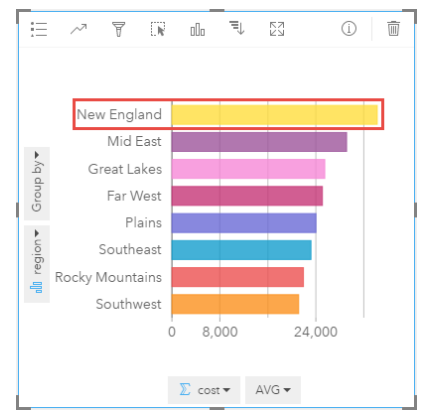 New England
Mid East
Great Lakes
Far West
Plains
Southeast
Rocky Mountains
Southwest
Group by
region
0 8,000 24,000
Σ cost AVG